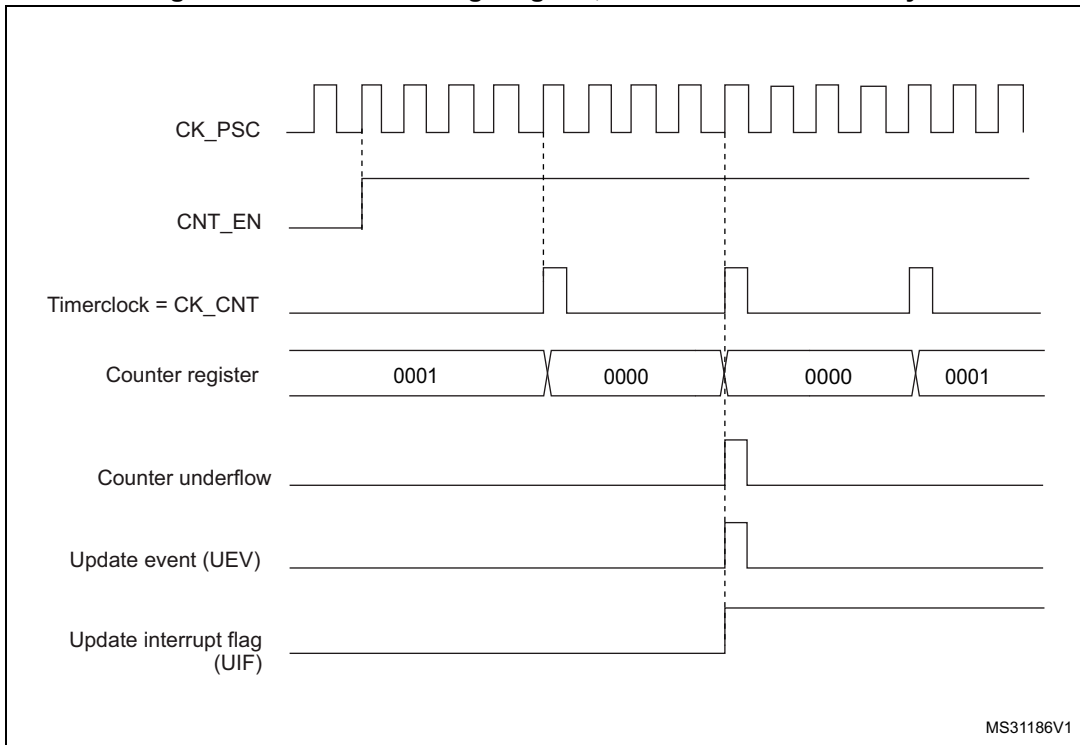 CK_PSC
CNT_EN
Timerclock = CK_CNT
Counter register
0001
0000
0000
0001
Counter underflow
Update event (UEV)
Update interrupt flag
(UIF)
MS31186V1